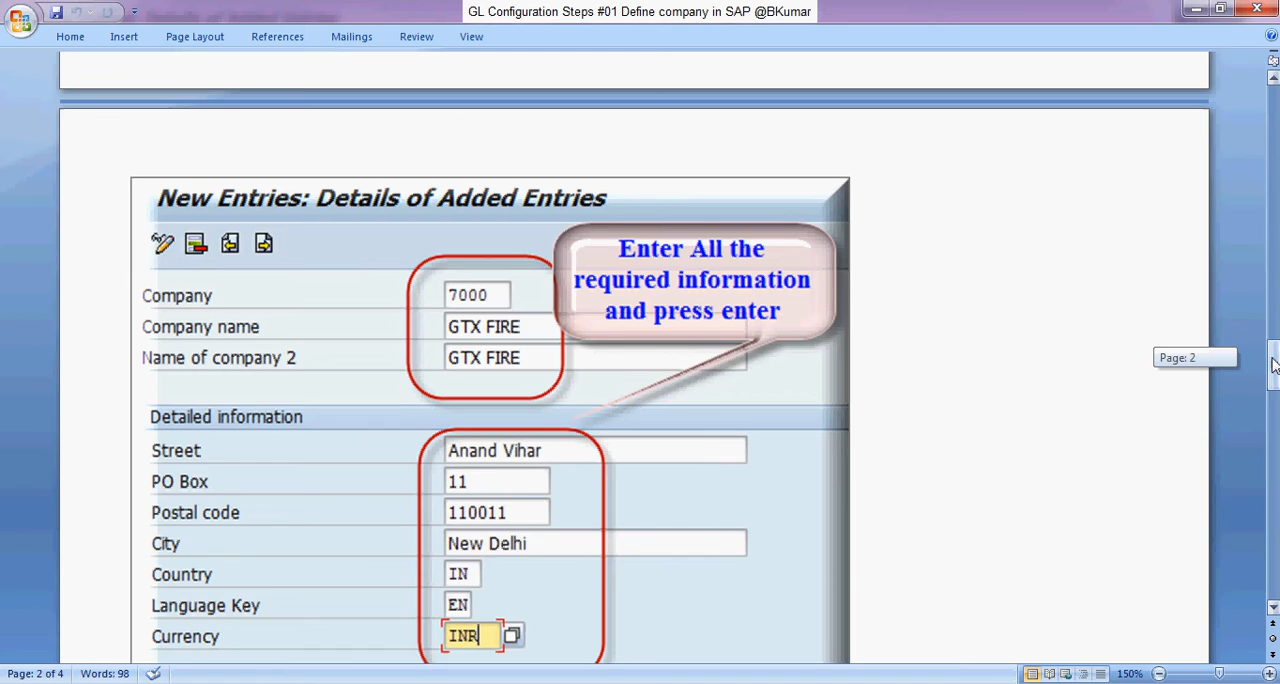 GL Configuration Steps #01 Define company in SAP @BKumar
Home Insert Page Layout References Mailings Review View
New Entries: Details of Added Entries
Enter All the
required information
and press enter
Company 7000
Company name GTX FIRE
Name of company 2 GTX FIRE
Page: 2
Detailed information
Street Anand Vihar
PO Box 11
Postal code 110011
City New Delhi
Country IN
Language Key EN
Currency INR
Page: 2 of 4 Words: 98 150%